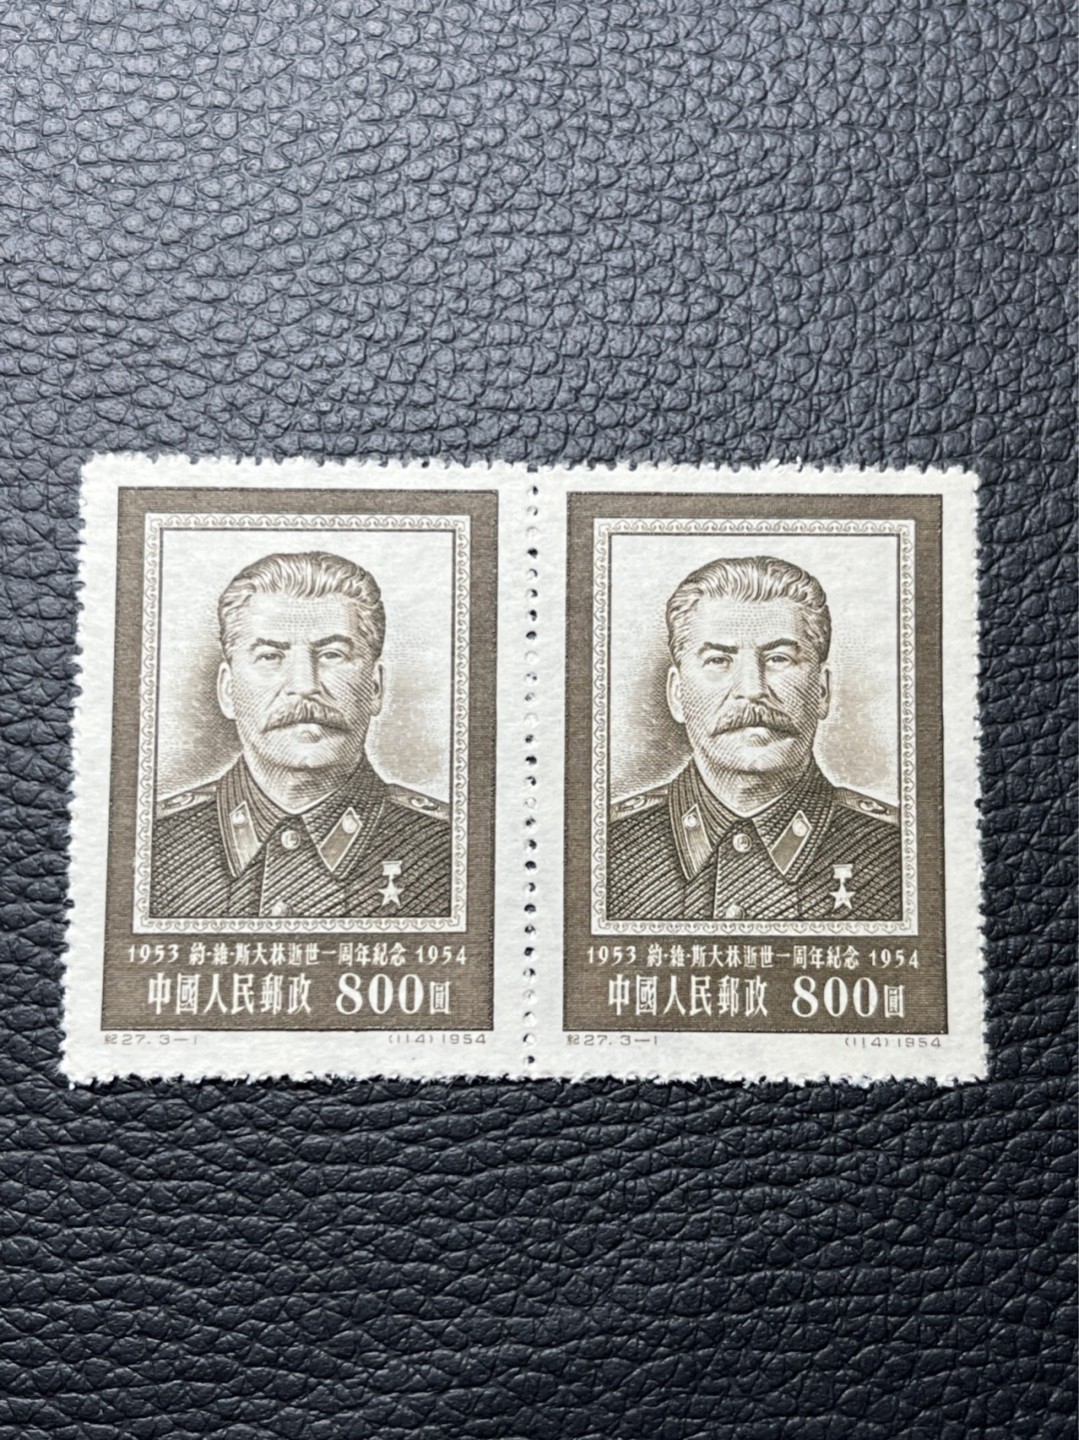 1953 約·維·斯大林逝世一周年紀念 1954
中國人民郵政 800圓
紀27.3—1 (114)1954
1953 約·維·斯大林逝世一周年紀念 1954
中國人民郵政 800圓
紀27.3—1 (114)1954